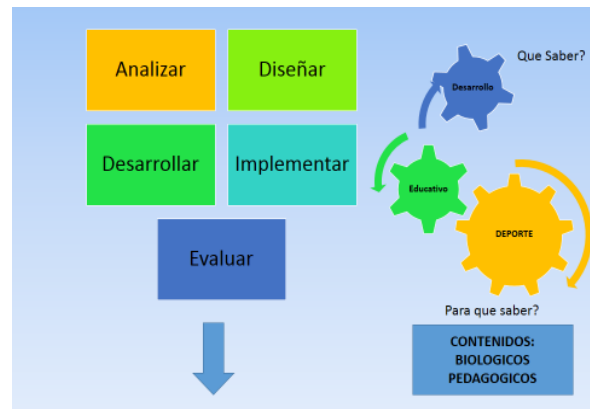 Analizar
Diseñar
Desarrollar
Implementar
Evaluar
Que Saber?
Desarrollo
Educativo
DEPORTE
Para que saber?
CONTENIDOS:
BIOLOGICOS
PEDAGOGICOS